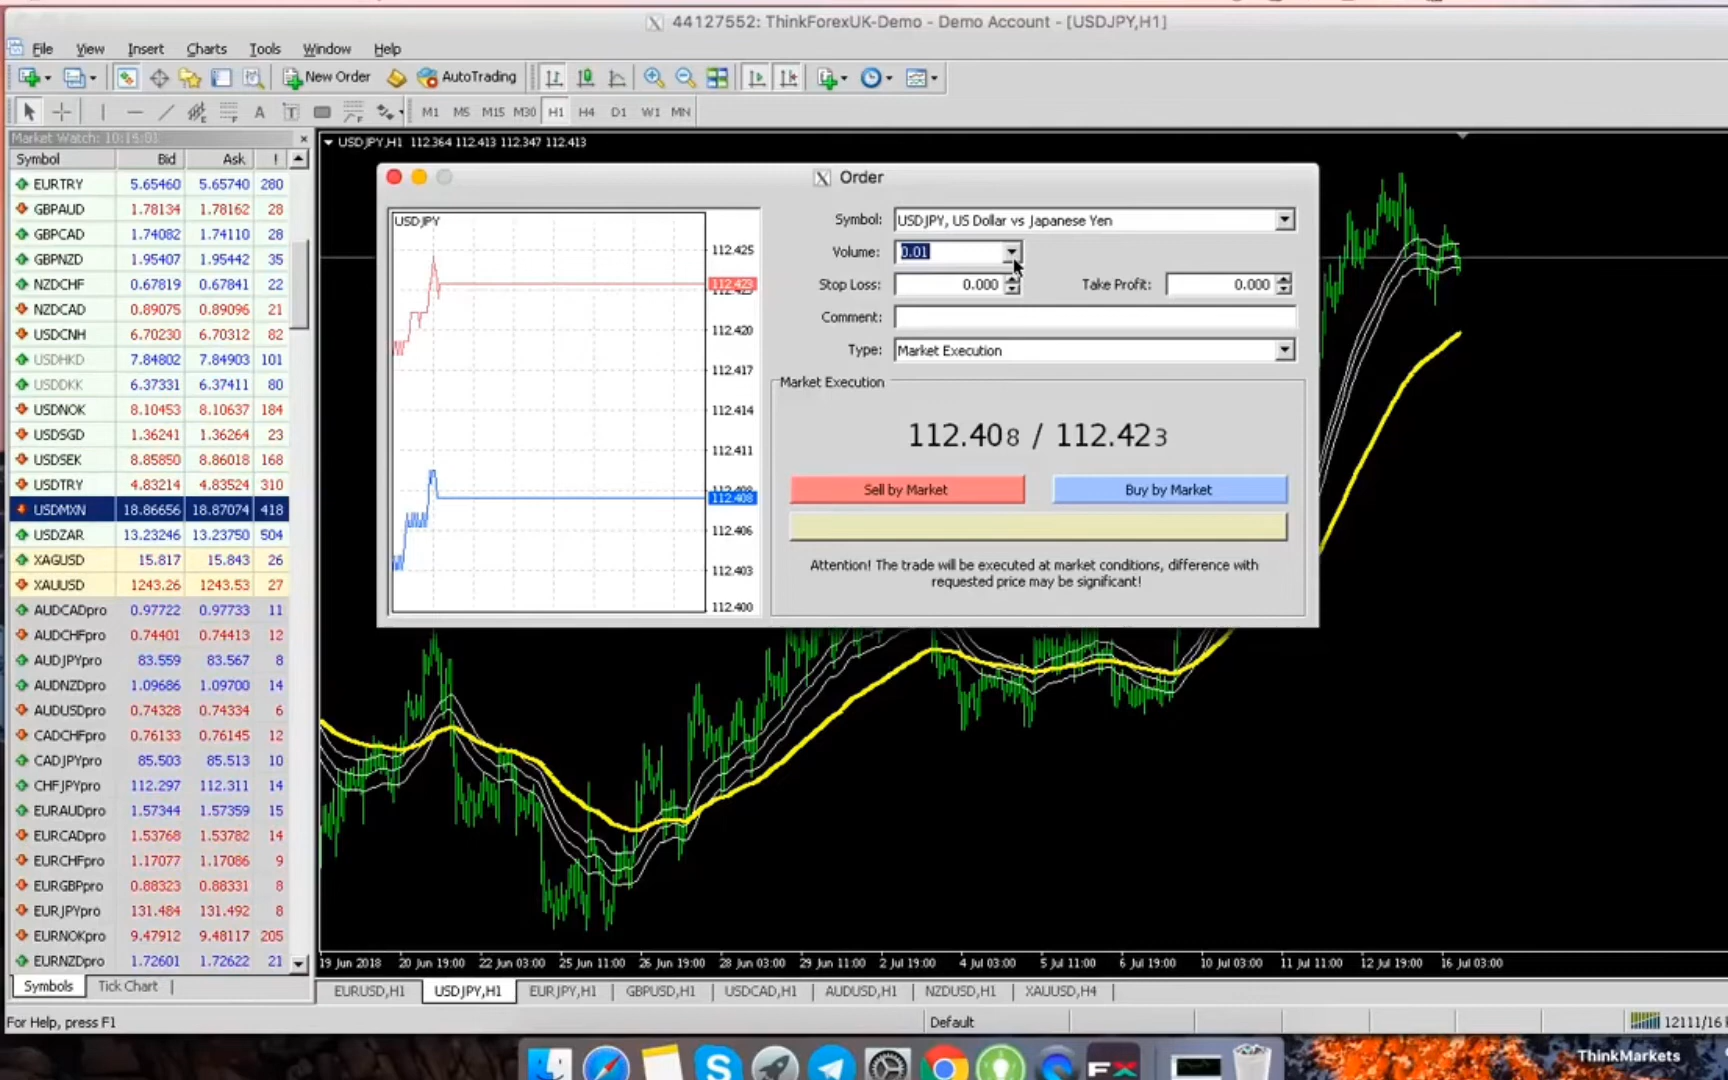 44127552: ThinkForexUK-Demo - Demo Account - [USDJPY,H1]
File View Insert Charts Tools Window Help
New Order AutoTrading
A T M1 M5 M15 M30 H1 H4 D1 W1 MN
Market Watch: 10:15:01
Symbol Bid Ask !
EURTRY 5.65460 5.65740 280
GBPAUD 1.78134 1.78162 28
GBPCAD 1.74082 1.74110 28
GBPNZD 1.95407 1.95442 35
NZDCHF 0.67819 0.67841 22
NZDCAD 0.89075 0.89096 21
USDCNH 6.70230 6.70312 82
USDHKD 7.84802 7.84903 101
USDDKK 6.37331 6.37411 80
USDNOK 8.10453 8.10637 184
USDSGD 1.36241 1.36264 23
USDSEK 8.85850 8.86018 168
USDTRY 4.83214 4.83524 310
USDMXN 18.86656 18.87074 418
USDZAR 13.23246 13.23750 504
XAGUSD 15.817 15.843 26
XAUUSD 1243.26 1243.53 27
AUDCADpro 0.97722 0.97733 11
AUDCHFpro 0.74401 0.74413 12
AUDJPYpro 83.559 83.567 8
AUDNZDpro 1.09686 1.09700 14
AUDUSDpro 0.74328 0.74334 6
CADCHFpro 0.76133 0.76145 12
CADJPYpro 85.503 85.513 10
CHFJPYpro 112.297 112.311 14
EURAUDpro 1.57344 1.57359 15
EURCADpro 1.53768 1.53782 14
EURCHFpro 1.17077 1.17086 9
EURGBPpro 0.88323 0.88331 8
EURJPYpro 131.484 131.492 8
EURNOKpro 9.47912 9.48117 205
EURNZDpro 1.72601 1.72622 21
Symbols Tick Chart
USDJPY,H1 112.364 112.413 112.347 112.413
Order
USDJPY
112.425
112.423
112.420
112.417
112.414
112.411
112.408
112.406
112.403
112.400
Symbol: USDJPY, US Dollar vs Japanese Yen
Volume: 0.01
Stop Loss: 0.000 Take Profit: 0.000
Comment:
Type: Market Execution
Market Execution
112.408 / 112.423
Sell by Market Buy by Market
Attention! The trade will be executed at market conditions, difference with
requested price may be significant!
19 Jun 2018 20 Jun 19:00 22 Jun 03:00 25 Jun 11:00 26 Jun 19:00 28 Jun 03:00 29 Jun 11:00 2 Jul 19:00 4 Jul 03:00 5 Jul 11:00 6 Jul 19:00 10 Jul 03:00 11 Jul 11:00 12 Jul 19:00 16 Jul 03:00
EURUSD,H1 USDJPY,H1 EURJPY,H1 GBPUSD,H1 USDCAD,H1 AUDUSD,H1 NZDUSD,H1 XAUUSD,H4
For Help, press F1 Default 12111/16
FX
ThinkMarkets